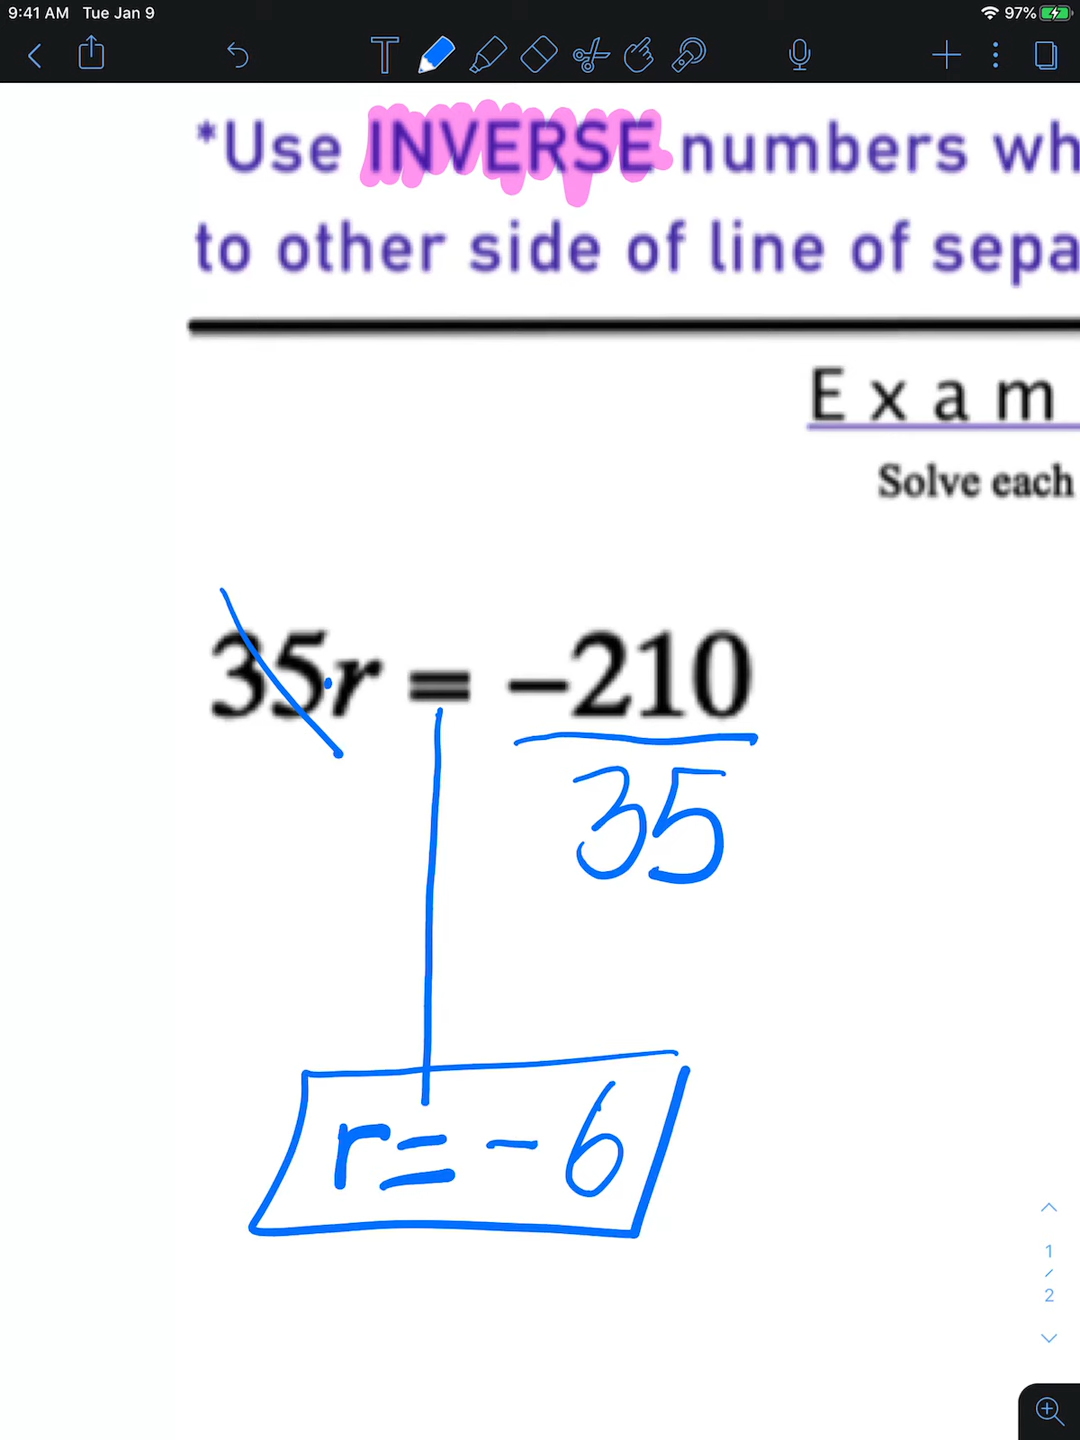 9:41 AM Tue Jan 9 97%
*Use INVERSE numbers wh
to other side of line of sepa
Exam
Solve each
35·r = −210
35
r = - 6
1
/
2